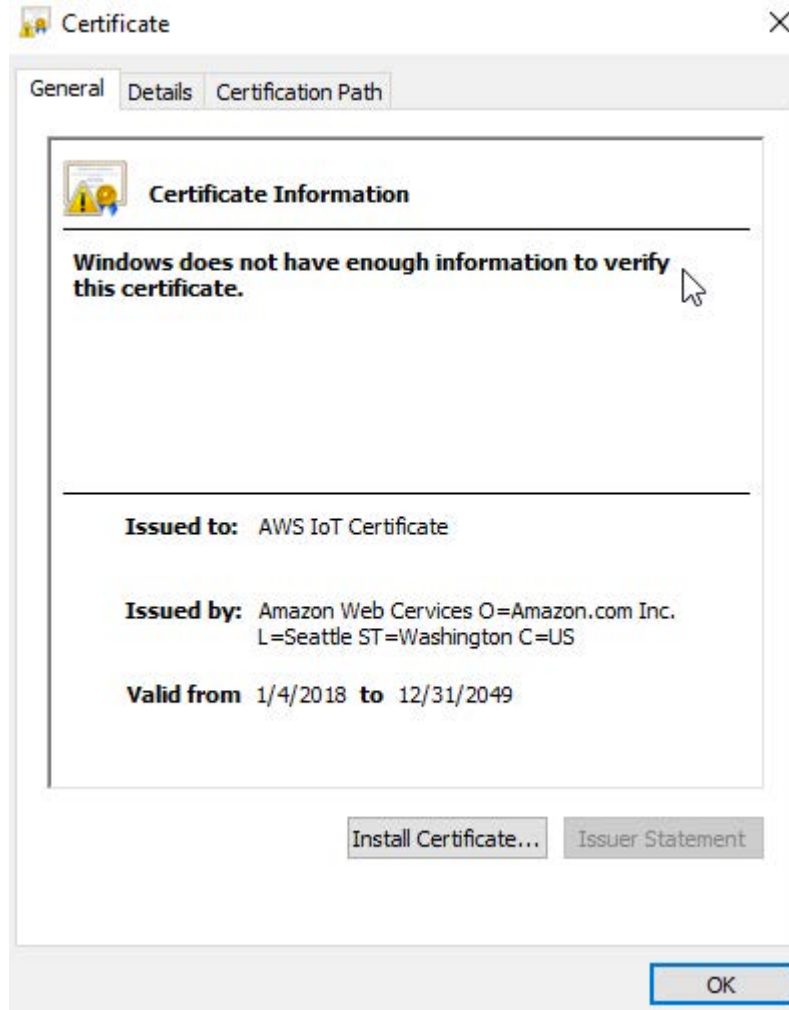 Certificate
General Details Certification Path
Certificate Information
Windows does not have enough information to verify
this certificate.
Issued to: AWS IoT Certificate
Issued by: Amazon Web Cervices O=Amazon.com Inc.
L=Seattle ST=Washington C=US
Valid from 1/4/2018 to 12/31/2049
Install Certificate... Issuer Statement
OK